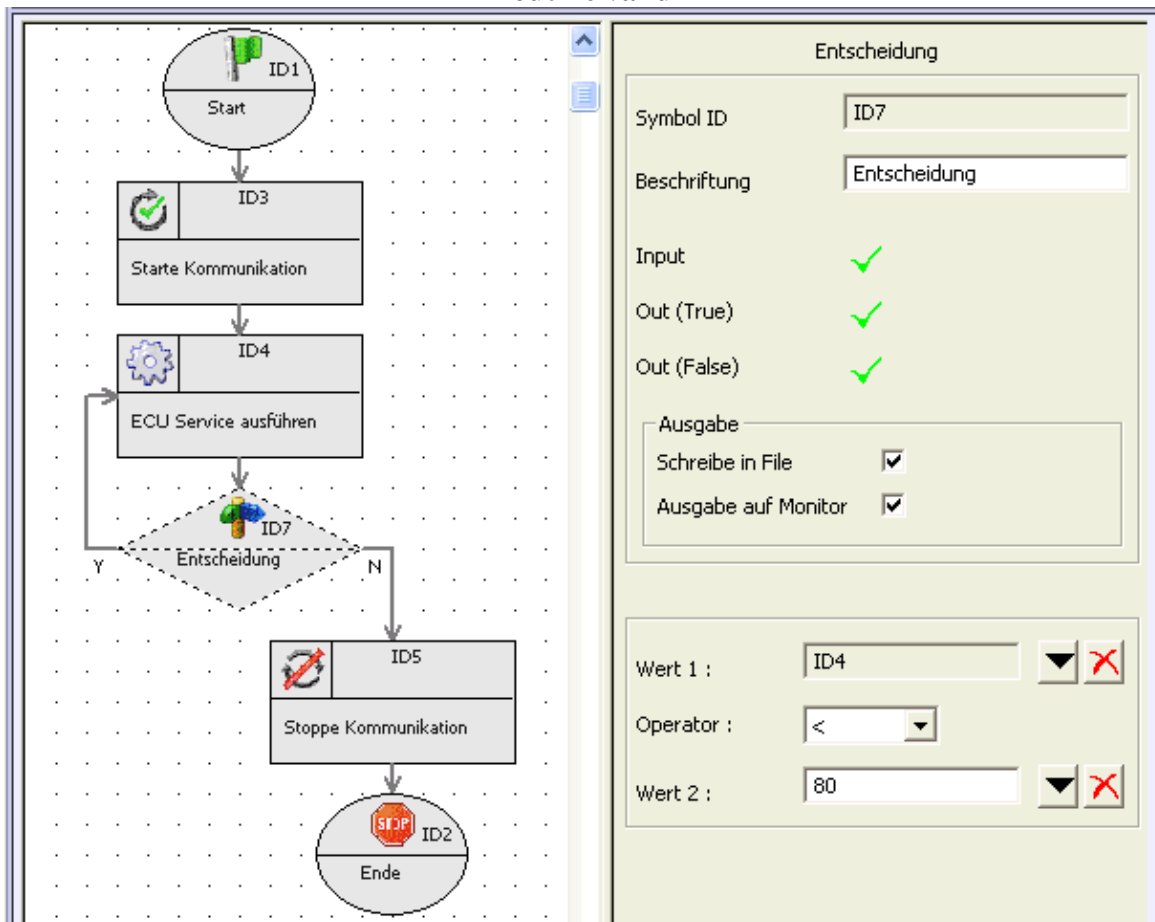 ID1
Start
ID3
Starte Kommunikation
ID4
ECU Service ausführen
ID7
Entscheidung
Y
N
ID5
Stoppe Kommunikation
STOP
ID2
Ende
Entscheidung
Symbol ID ID7
Beschriftung Entscheidung
Input
Out (True)
Out (False)
Ausgabe
Schreibe in File
Ausgabe auf Monitor
Wert 1 : ID4
Operator : <
Wert 2 : 80